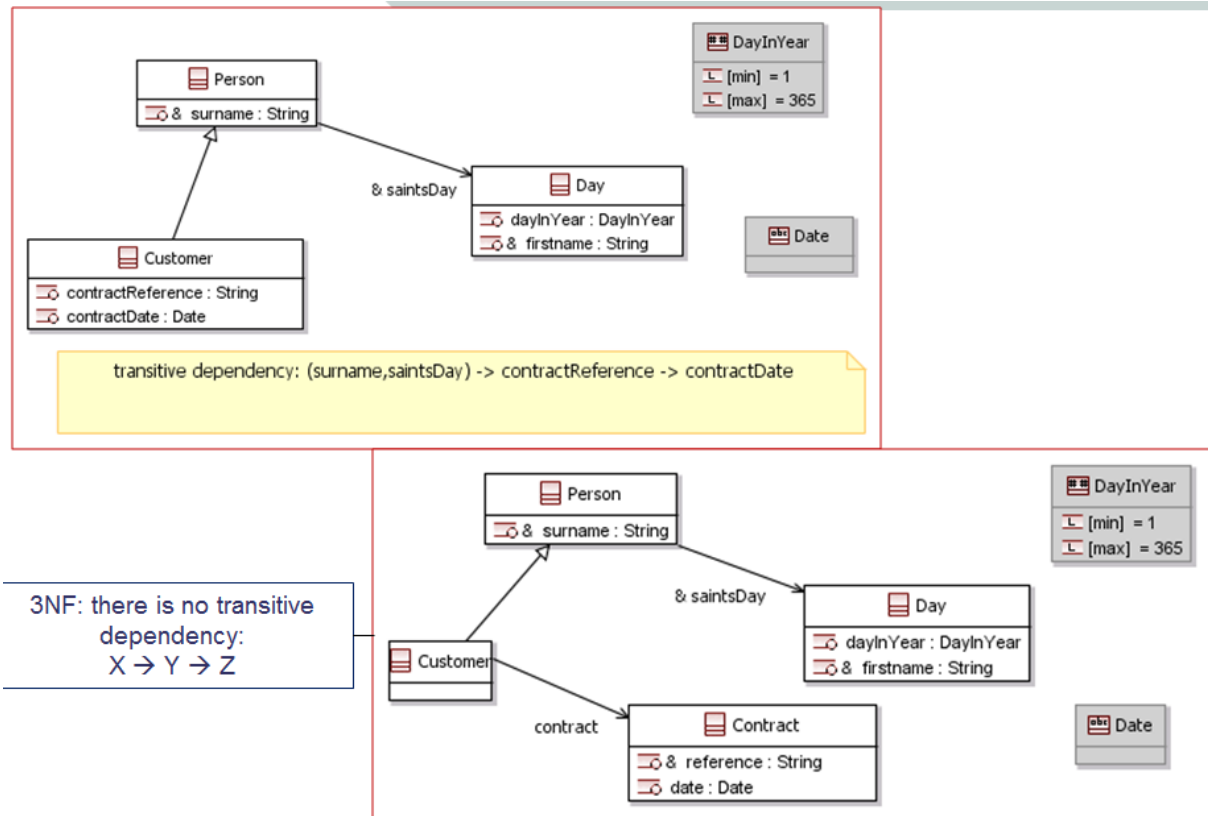 DayInYear
[min] = 1
[max] = 365
Person
& surname : String
& saintsDay
Day
dayInYear : DayInYear
& firstname : String
abc Date
Customer
contractReference : String
contractDate : Date
transitive dependency: (surname,saintsDay) -> contractReference -> contractDate
Person
& surname : String
DayInYear
[min] = 1
[max] = 365
3NF: there is no transitive
dependency:
X → Y → Z
& saintsDay
Day
dayInYear : DayInYear
& firstname : String
Customer
contract
Contract
& reference : String
date : Date
abc Date